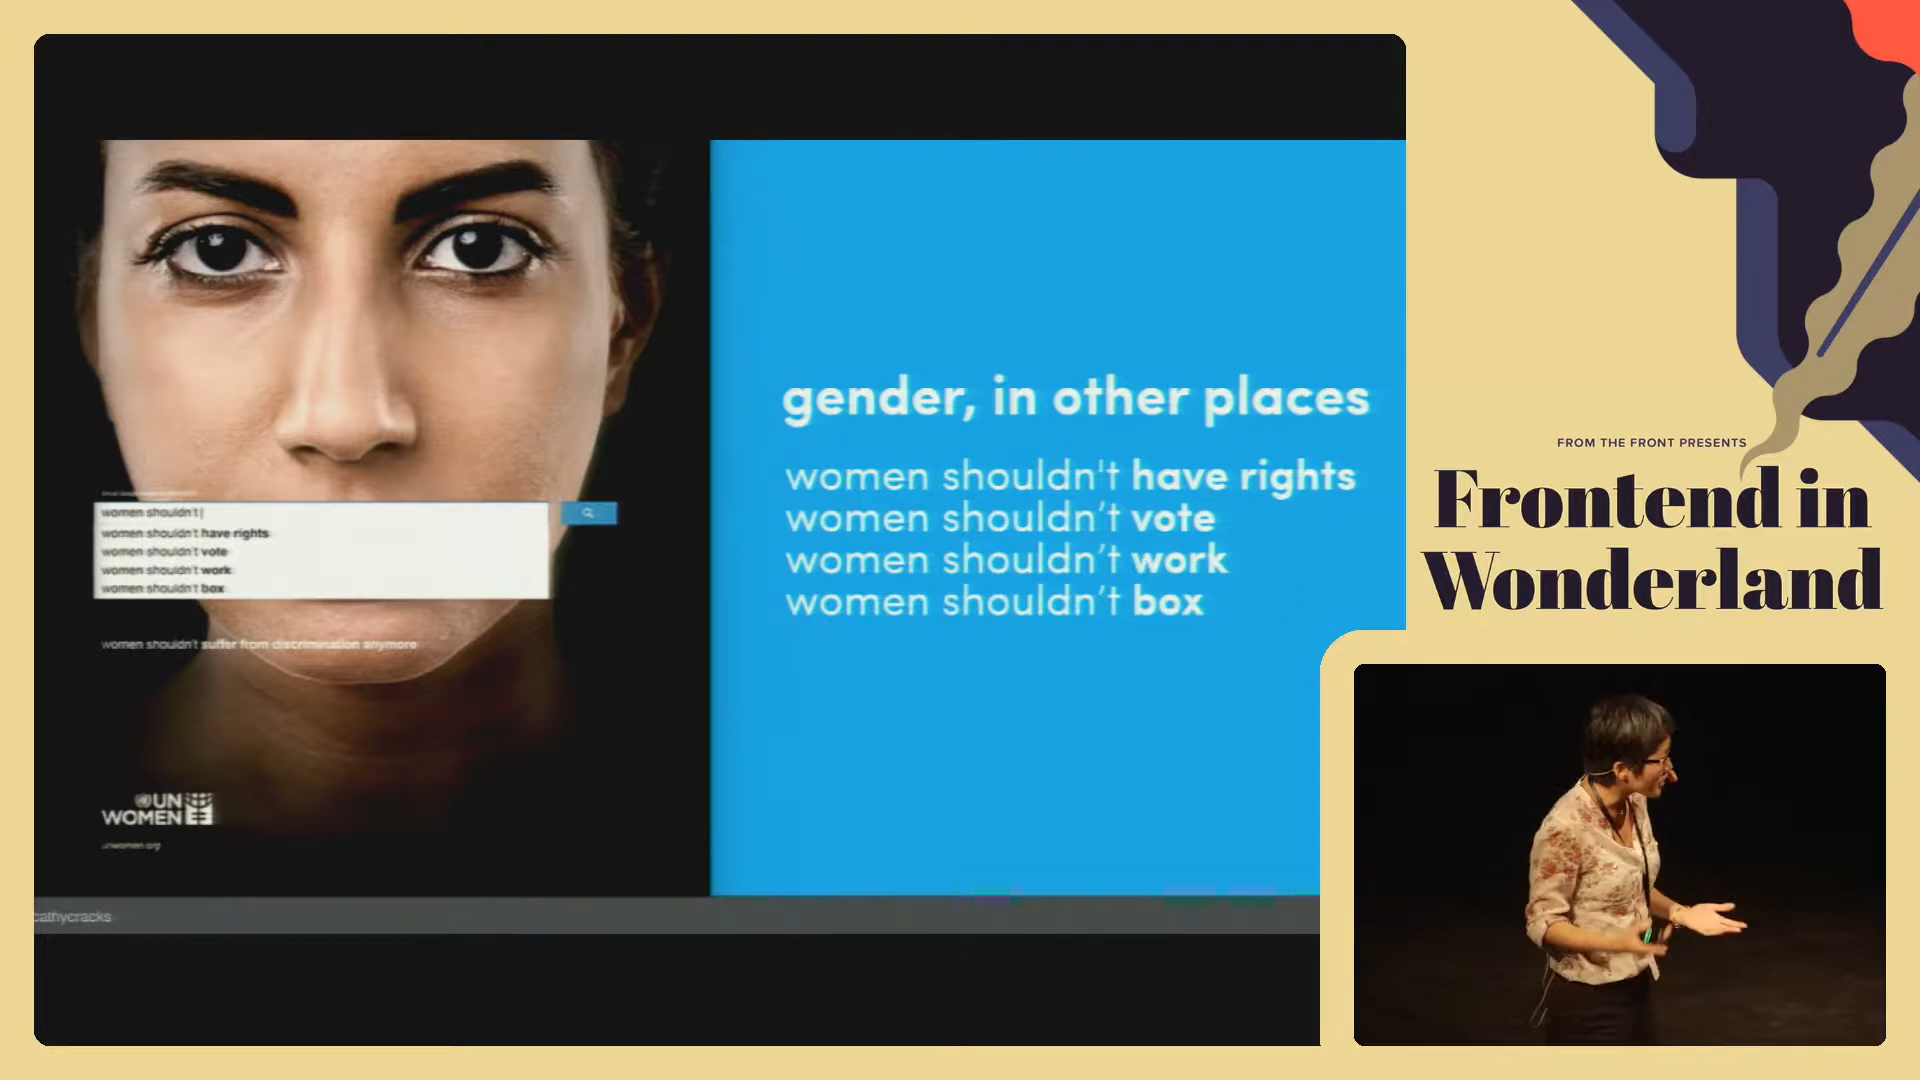 women shouldn't
women shouldn't have rights
women shouldn't vote
women shouldn't work
women shouldn't box
women shouldn't suffer from discrimination anymore
UN
WOMEN
unwomen.org
gender, in other places
women shouldn't have rights
women shouldn’t vote
women shouldn’t work
women shouldn’t box
cathycracks
FROM THE FRONT PRESENTS
Frontend in
Wonderland